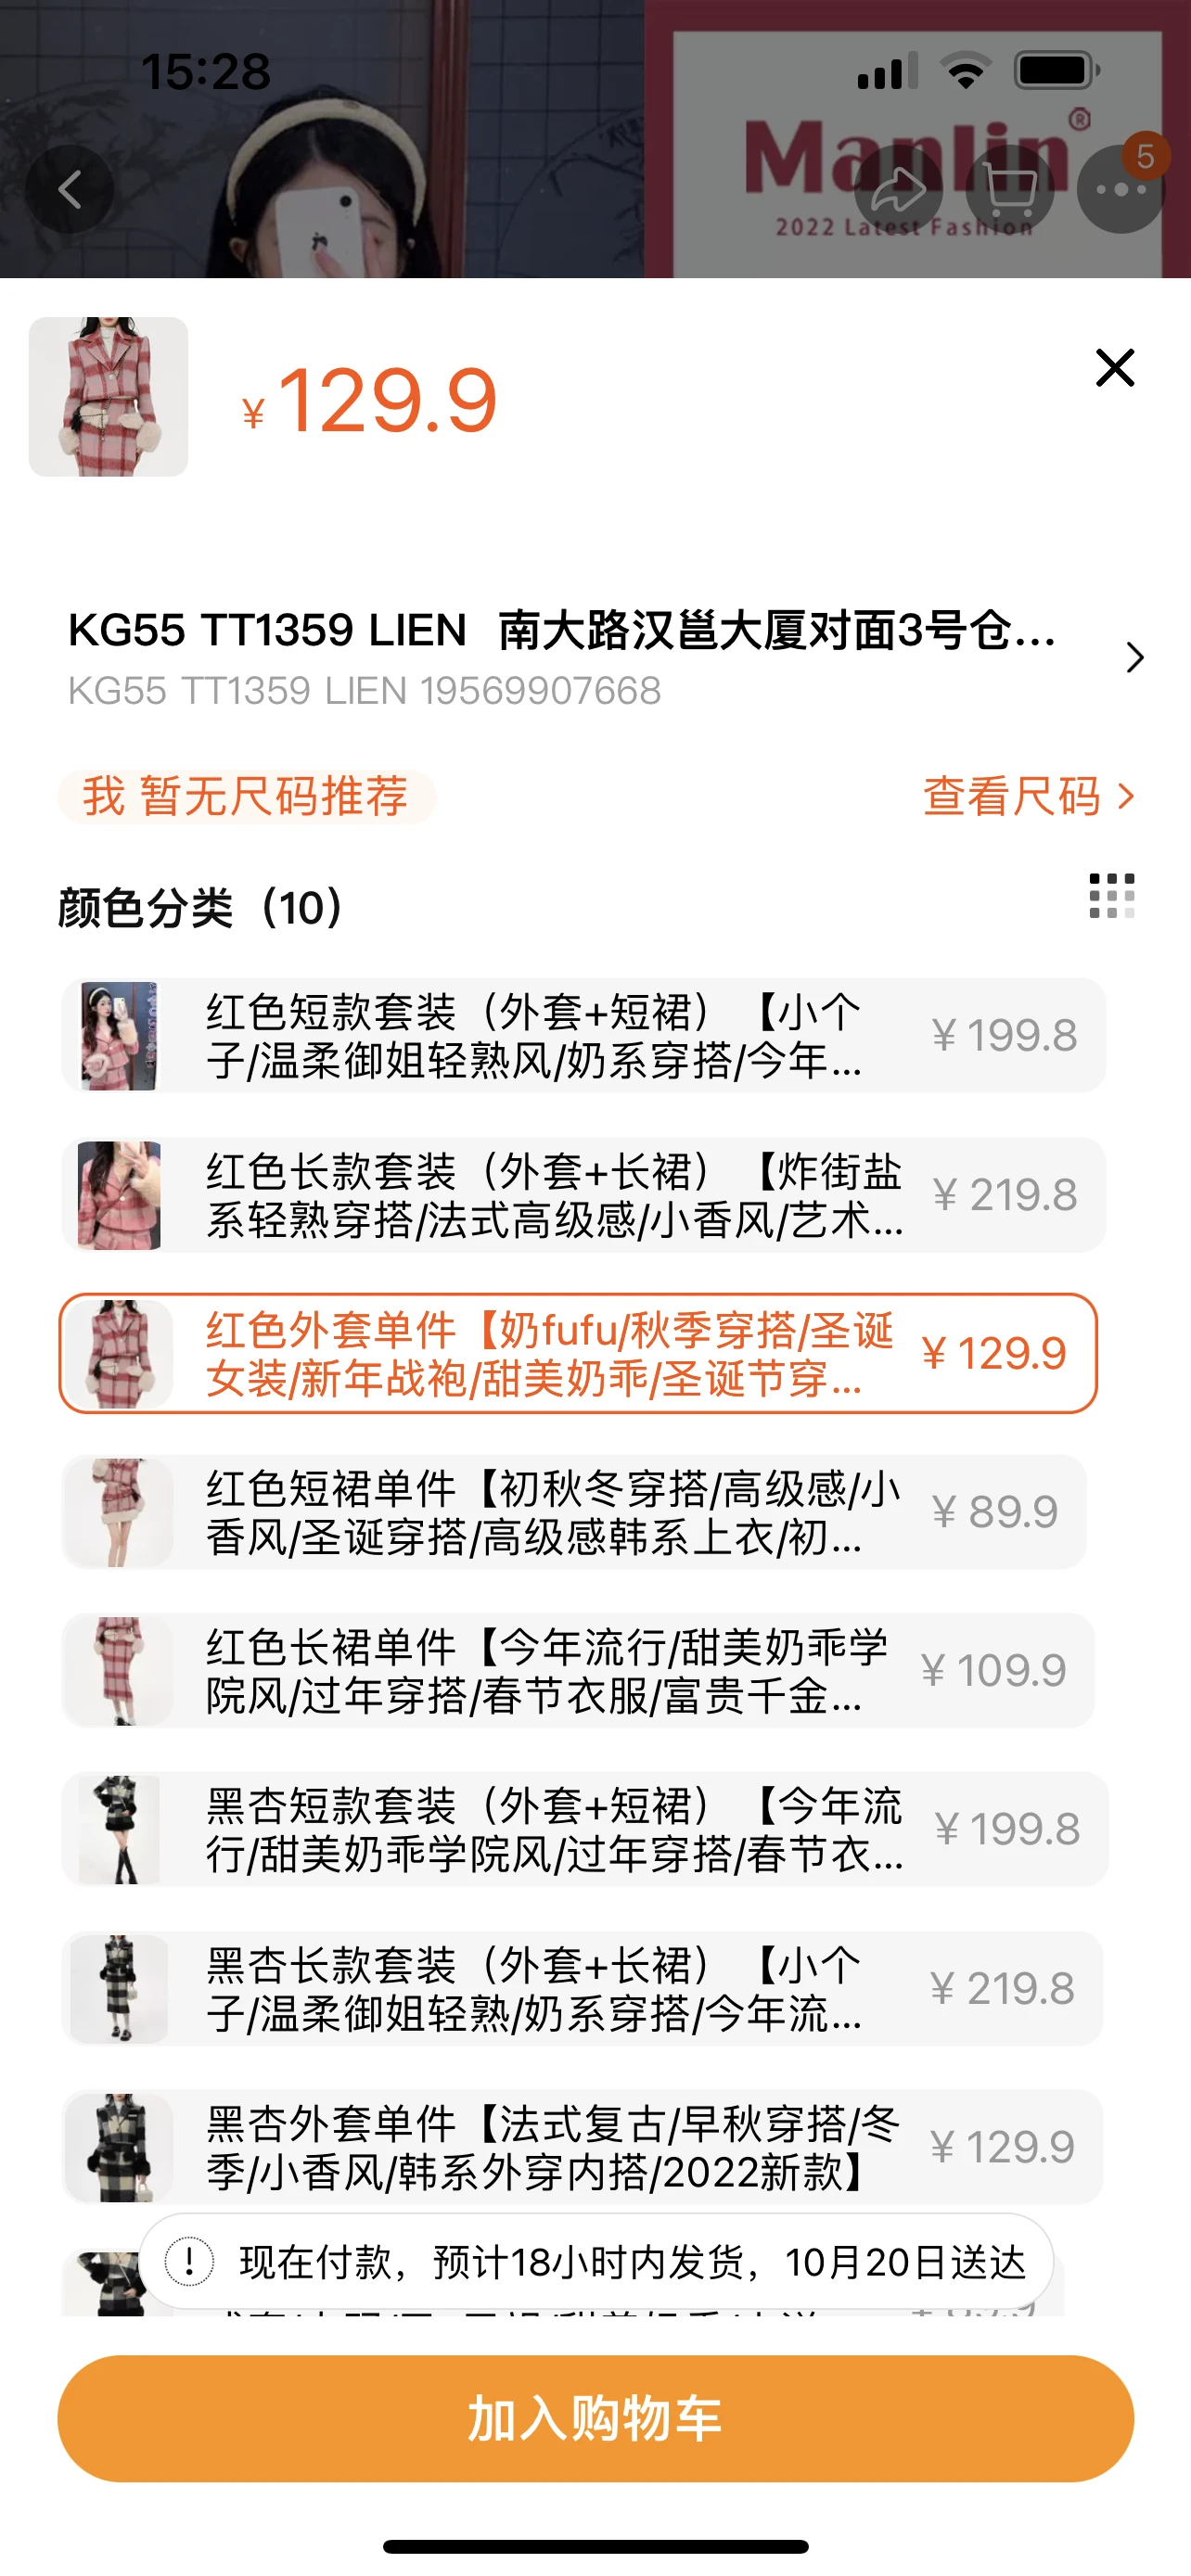 15:28
Manlin®
5
2022 Latest Fashion
¥ 129.9
KG55 TT1359 LIEN 南大路汉邕大厦对面3号仓...
KG55 TT1359 LIEN 19569907668
我 暂无尺码推荐
查看尺码
颜色分类（10）
红色短款套装（外套+短裙）【小个
子/温柔御姐轻熟风/奶系穿搭/今年...
¥ 199.8
红色长款套装（外套+长裙）【炸街盐
系轻熟穿搭/法式高级感/小香风/艺术...
¥ 219.8
红色外套单件【奶fufu/秋季穿搭/圣诞
女装/新年战袍/甜美奶乖/圣诞节穿...
¥ 129.9
红色短裙单件【初秋冬穿搭/高级感/小
香风/圣诞穿搭/高级感韩系上衣/初...
¥ 89.9
红色长裙单件【今年流行/甜美奶乖学
院风/过年穿搭/春节衣服/富贵千金...
¥ 109.9
黑杏短款套装（外套+短裙）【今年流
行/甜美奶乖学院风/过年穿搭/春节衣...
¥ 199.8
黑杏长款套装（外套+长裙）【小个
子/温柔御姐轻熟/奶系穿搭/今年流...
¥ 219.8
黑杏外套单件【法式复古/早秋穿搭/冬
季/小香风/韩系外穿内搭/2022新款】
¥ 129.9
现在付款，预计18小时内发货，10月20日送达
加入购物车